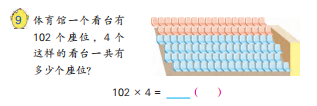 9 体育馆一个看台有
102 个座位，4 个
这样的看台一共有
多少个座位?
102 × 4 = ____ (    )